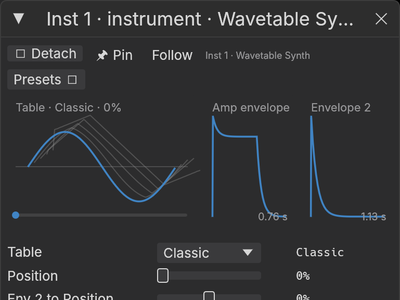 Inst 1 · instrument · Wavetable Sy...
Detach
Pin
Follow
Inst 1 · Wavetable Synth
Presets
Table · Classic · 0%
Amp envelope
Envelope 2
0.76 s
1.13 s
Table
Classic
Classic
Position
0%
Env 2 to Position
0%